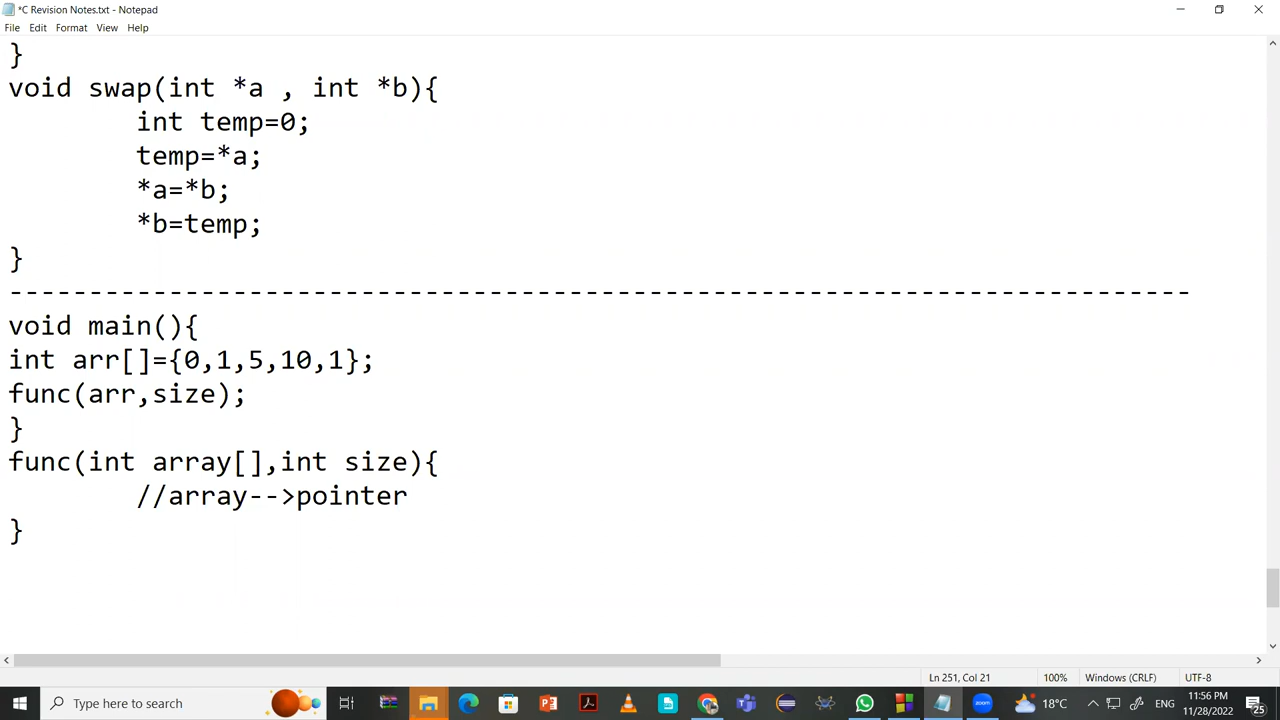 *C Revision Notes.txt - Notepad
File Edit Format View Help
}
void swap(int *a , int *b){
int temp=0;
temp=*a;
*a=*b;
*b=temp;
}
---------------------------------------------------------------------------
void main(){
int arr[]={0,1,5,10,1};
func(arr,size);
}
func(int array[],int size){
//array-->pointer
}
Ln 251, Col 21 100% Windows (CRLF) UTF-8
Type here to search
18°C ENG
11:56 PM
11/28/2022
25
zoom